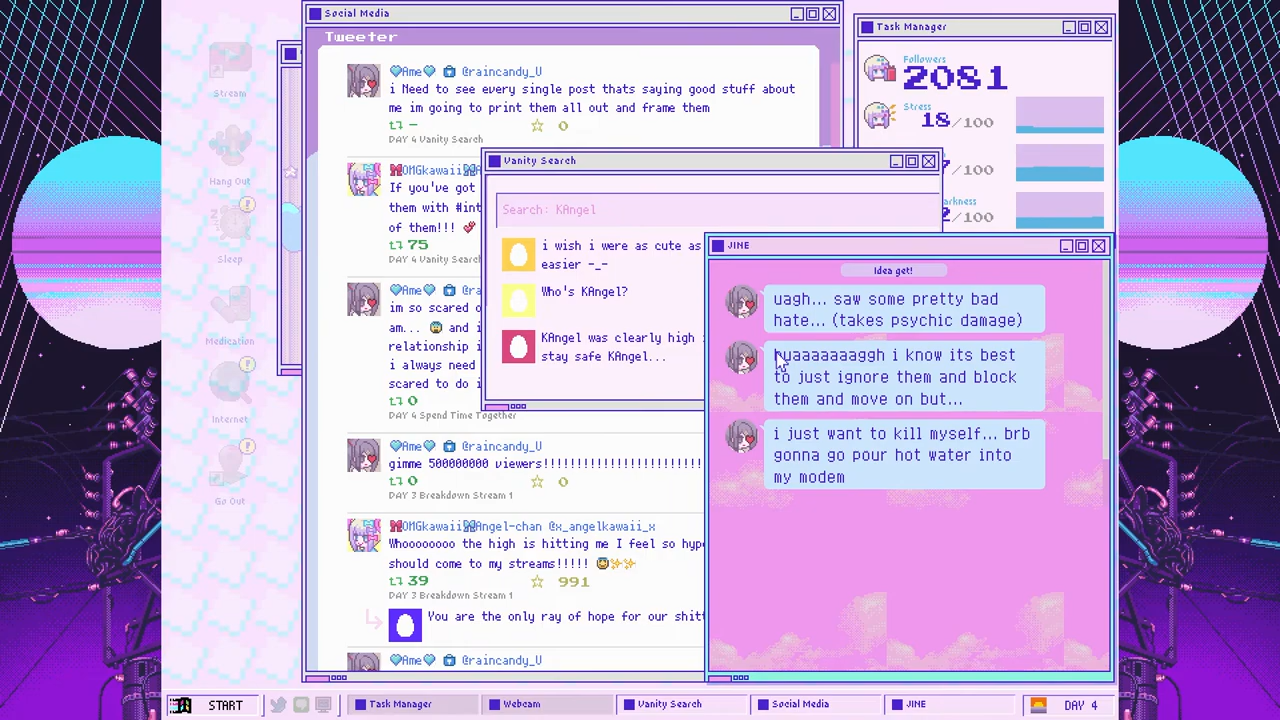 Social Media
Tweeter
Ame @raincandy_U
i Need to see every single post thats saying good stuff about
me im going to print them all out and frame them
- 0
DAY 4 Vanity Search
OMGkawaii
If you've got
them with #int
of them!!!
75
DAY 4 Vanity Search
Ame @ra
im so scared o
am... and i
relationship i
i always need
scared to do i
0
DAY 4 Spend Time Together
Ame @raincandy_U
gimme 500000000 viewers!!!!!!!!!!!!!!!!!!!!!!!!
0 0
DAY 3 Breakdown Stream 1
OMGkawaii Angel-chan @x_angelkawaii_x
Whooooooo the high is hitting me I feel so hype
should come to my streams!!!!!
39 991
DAY 3 Breakdown Stream 1
You are the only ray of hope for our shitt
Ame @raincandy_U
Vanity Search
Search: KAngel
i wish i were as cute as
easier -_-
Who's KAngel?
KAngel was clearly high
stay safe KAngel...
JINE
Idea get!
uagh... saw some pretty bad
hate... (takes psychic damage)
huaaaaaaaggh i know its best
to just ignore them and block
them and move on but...
i just want to kill myself... brb
gonna go pour hot water into
my modem
Task Manager
Followers
2081
Stress
18/100
/100
arkness
/100
Stream
Hang Out
Sleep
Medication
Internet
Go Out
START
Task Manager
Webcam
Vanity Search
Social Media
JINE
DAY 4